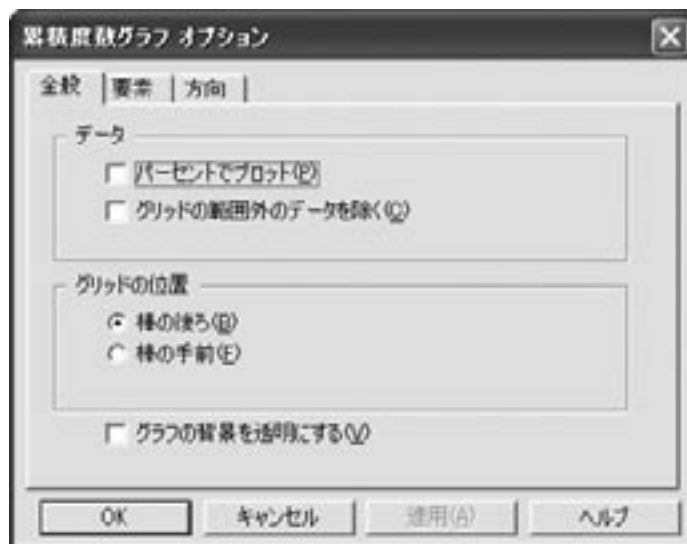 累積度数グラフ オプション
全般 要素 方向
データ
パーセントでプロット(P)
グリッドの範囲外のデータを除く(C)
グリッドの位置
棒の後ろ(B)
棒の手前(F)
グラフの背景を透明にする(V)
OK キャンセル 適用(A) ヘルプ